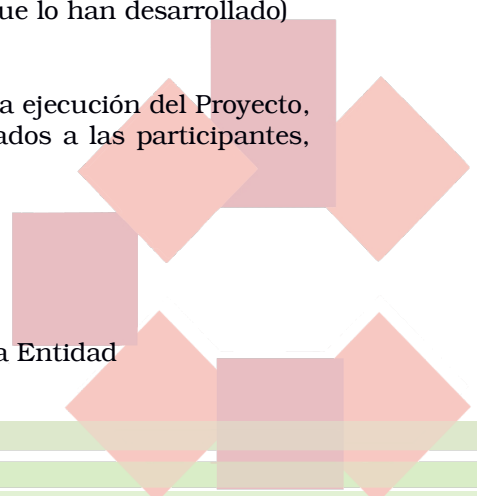 ue lo han desarrollado)
a ejecución del Proyecto,
ados a las participantes,
a Entidad